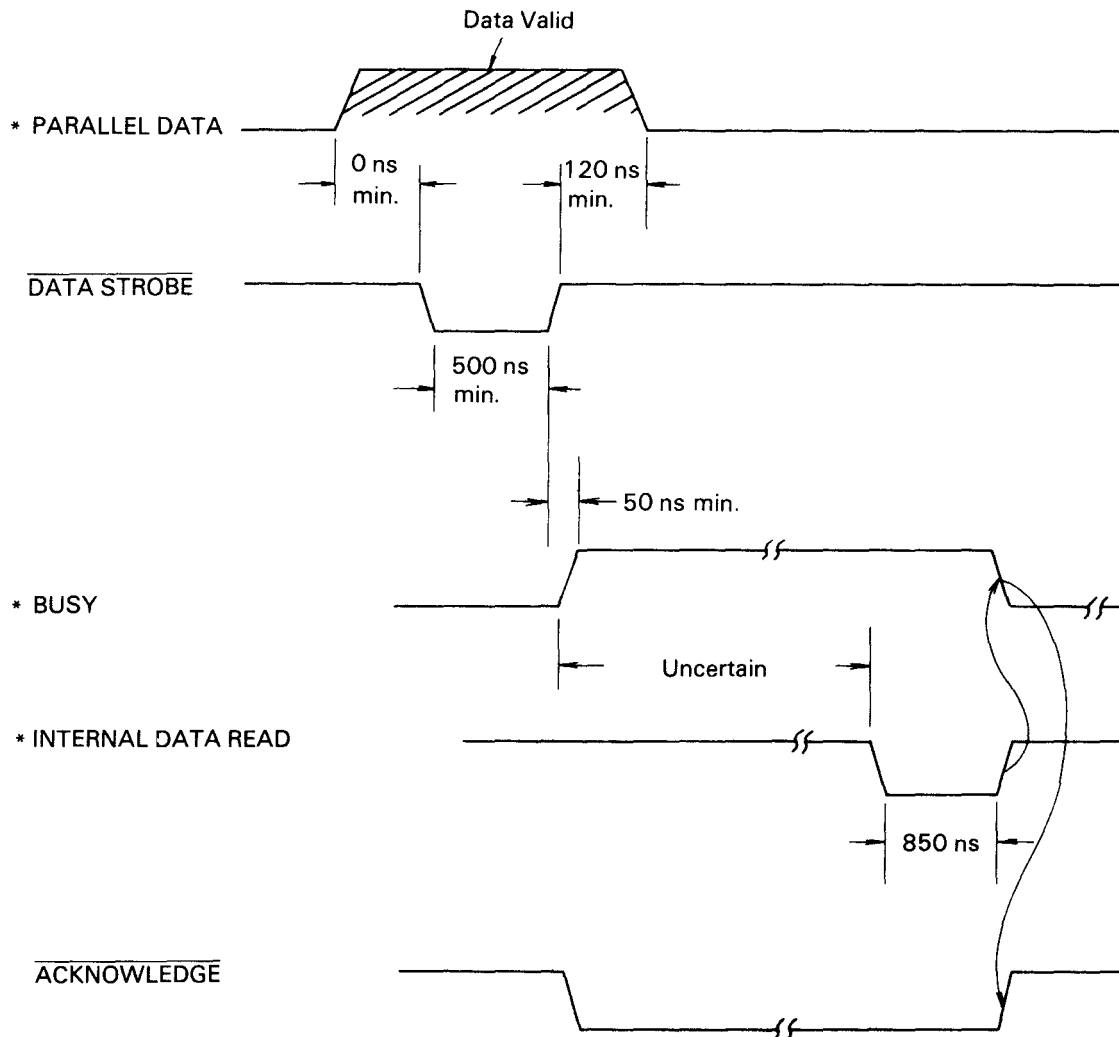 Data Valid
* PARALLEL DATA
0 ns
min.
120 ns
min.
DATA STROBE
500 ns
min.
50 ns min.
* BUSY
Uncertain
* INTERNAL DATA READ
850 ns
ACKNOWLEDGE